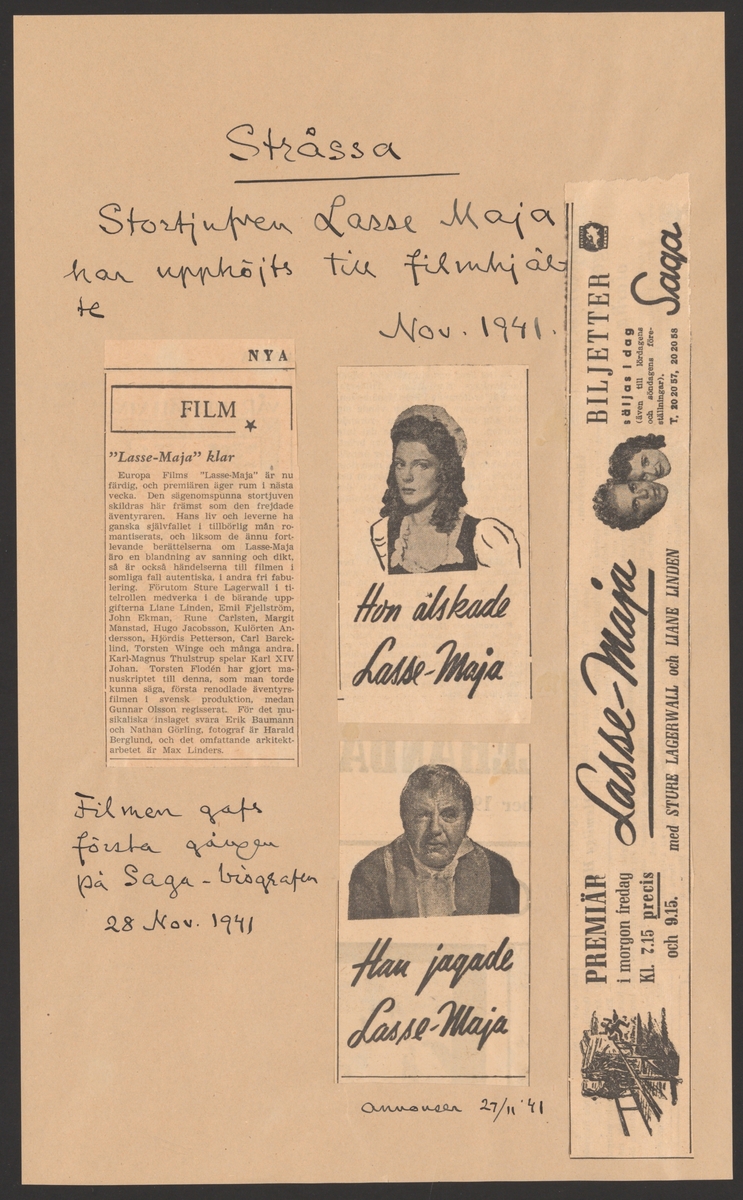 Stråssa
Stortjufven Lasse Maja
har upphöjts till filmhjäl
te
Nov. 1941.
NYA
FILM
"Lasse-Maja" klar
Europa Films "Lasse-Maja" är nu
färdig, och premiären äger rum i nästa
vecka. Den sägenomspunna stortjuven
skildras här främst som den frejdade
äventyraren. Hans liv och leverne ha
ganska självfallet i tillbörlig mån ro-
mantiserats, och liksom de ännu fort-
levande berättelserna om Lasse-Maja
äro en blandning av sanning och dikt,
så är också händelserna till filmen i
somliga fall autentiska, i andra fri fabu-
lering. Förutom Sture Lagerwall i ti-
telrollen medverka i de bärande upp-
gifterna Liane Linden, Emil Fjellström,
John Ekman, Rune Carlsten, Margit
Manstad, Hugo Jacobsson, Kulörten An-
dersson, Hjördis Petterson, Carl Barck-
lind, Torsten Winge och många andra.
Karl-Magnus Thulstrup spelar Karl XIV
Johan. Torsten Flodén har gjort ma-
nuskriptet till denna, som man torde
kunna säga, första renodlade äventyrs-
filmen i svensk produktion, medan
Gunnar Olsson regisserat. För det mu-
sikaliska inslaget svara Erik Baumann
och Nathan Görling, fotograf är Harald
Berglund, och det omfattande arkitekt-
arbetet är Max Linders.
Filmen gafs
första gången
på Saga-biografen
28 Nov. 1941
Hon älskade
Lasse-Maja
Han jagade
Lasse-Maja
annonser 27/11 '41
PREMIÄR
i morgon fredag
Kl. 7.15 precis
och 9.15.
Lasse-Maja
med STURE LAGERWALL och LIANE LINDEN
BILJETTER
säljas i dag
(även till lördagens
och söndagens före-
ställningar).
T. 20 20 57, 20 20 58
Saga